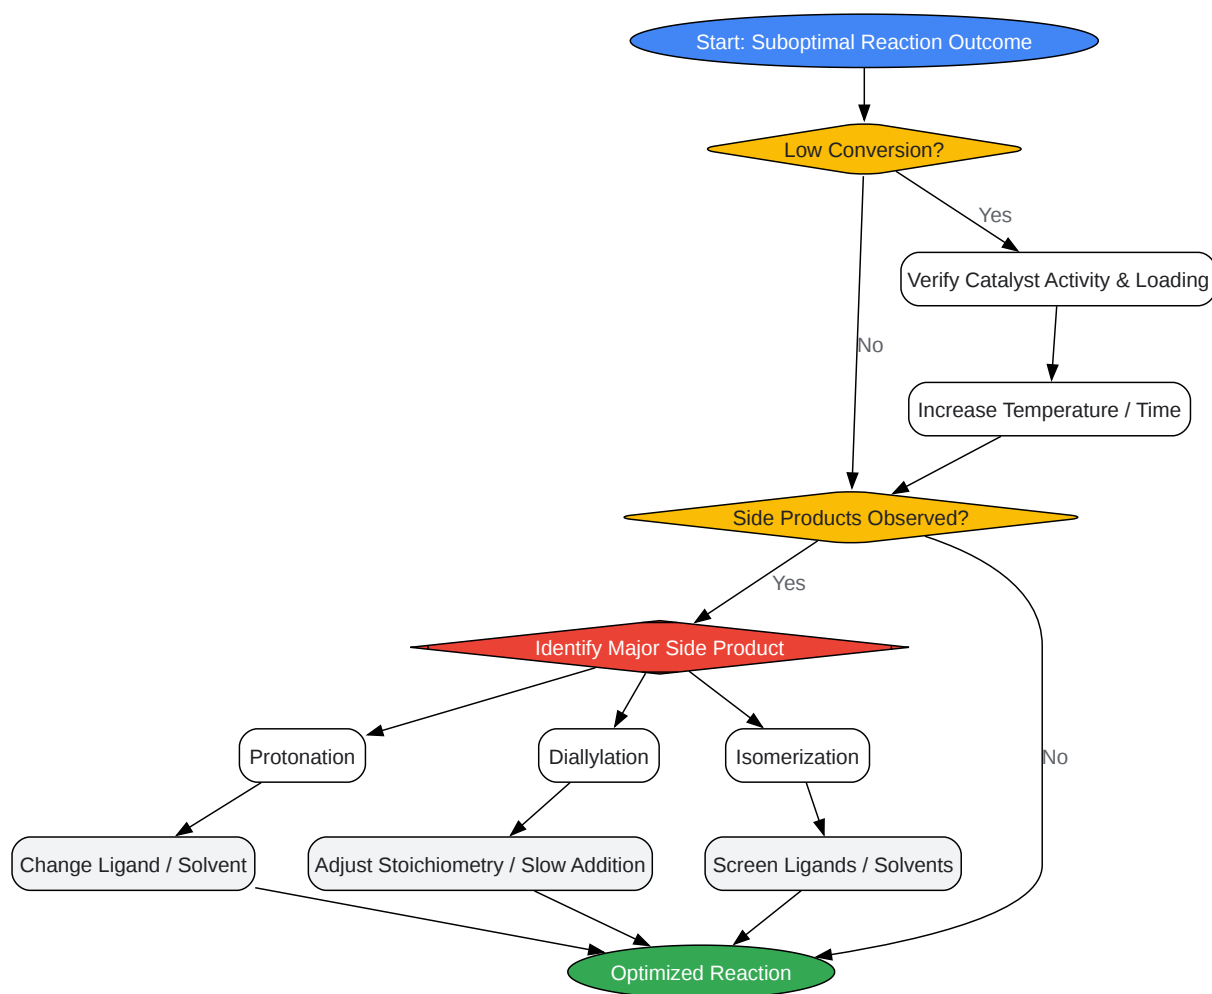 Start: Suboptimal Reaction Outcome
Low Conversion?
Yes
Verify Catalyst Activity & Loading
No
Increase Temperature / Time
Side Products Observed?
Yes
Identify Major Side Product
Protonation
Diallylation
Isomerization
No
Change Ligand / Solvent
Adjust Stoichiometry / Slow Addition
Screen Ligands / Solvents
Optimized Reaction